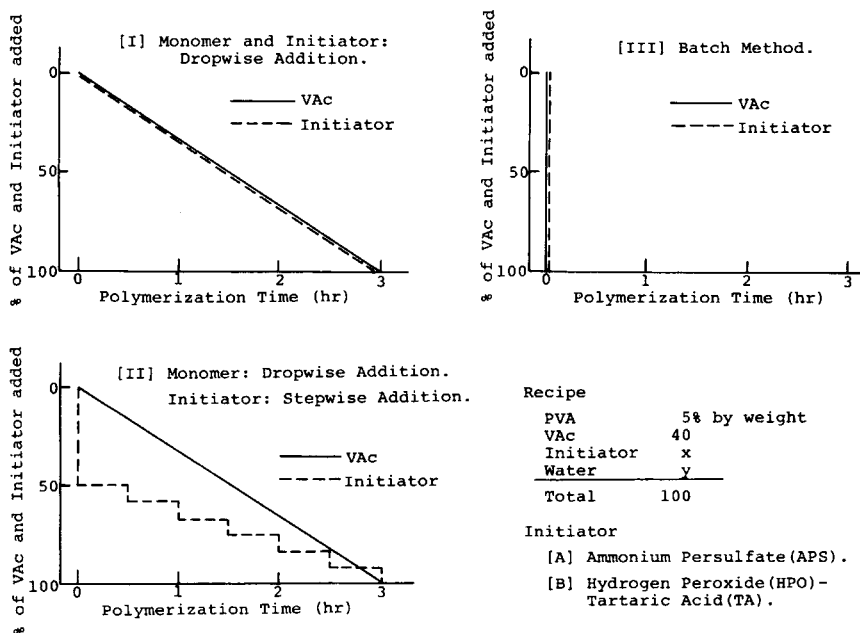 [I] Monomer and Initiator:
Dropwise Addition.
% of VAc and Initiator added
0
50
100
VAc
Initiator
0 1 2 3
Polymerization Time (hr)
[III] Batch Method.
% of VAc and Initiator added
0
50
100
VAc
Initiator
0 1 2 3
Polymerization Time (hr)
[II] Monomer: Dropwise Addition.
Initiator: Stepwise Addition.
% of VAc and Initiator added
0
50
100
VAc
Initiator
0 1 2 3
Polymerization Time (hr)
Recipe
PVA 5% by weight
VAc 40
Initiator x
Water y
Total 100
Initiator
[A] Ammonium Persulfate(APS).
[B] Hydrogen Peroxide(HPO)-
Tartaric Acid(TA).